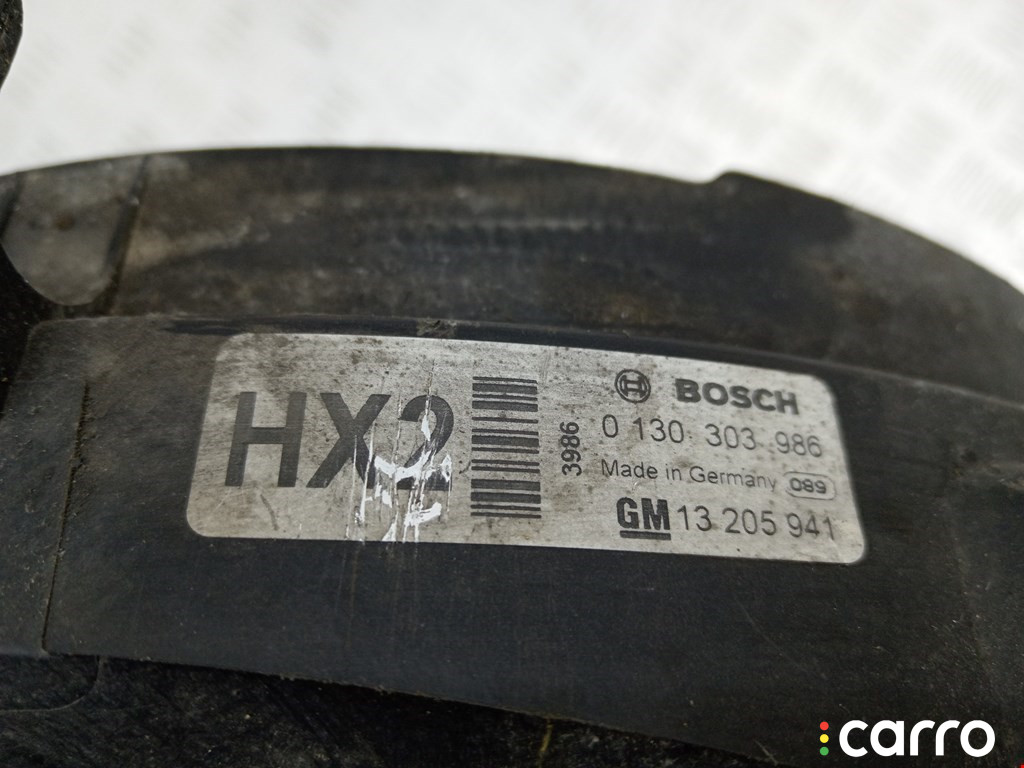 HX2
3986
BOSCH
0 130 303 986
Made in Germany 089
GM 13 205 941
carro